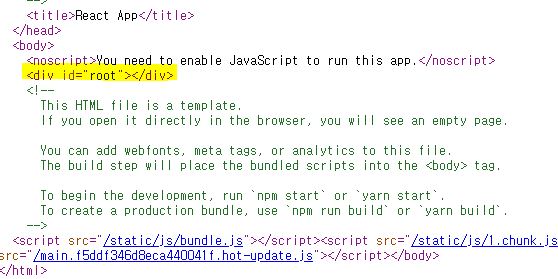 -->
<title>React App</title>
</head>
<body>
<noscript>You need to enable JavaScript to run this app.</noscript>
<div id="root"></div>
<!--
This HTML file is a template.
If you open it directly in the browser, you will see an empty page.
You can add webfonts, meta tags, or analytics to this file.
The build step will place the bundled scripts into the <body> tag.
To begin the development, run `npm start` or `yarn start`.
To create a production bundle, use `npm run build` or `yarn build`.
-->
<script src="/static/js/bundle.js"></script><script src="/static/js/1.chunk.js
src="/main.f5ddf346d8eca440041f.hot-update.js"></script></body>
</html>